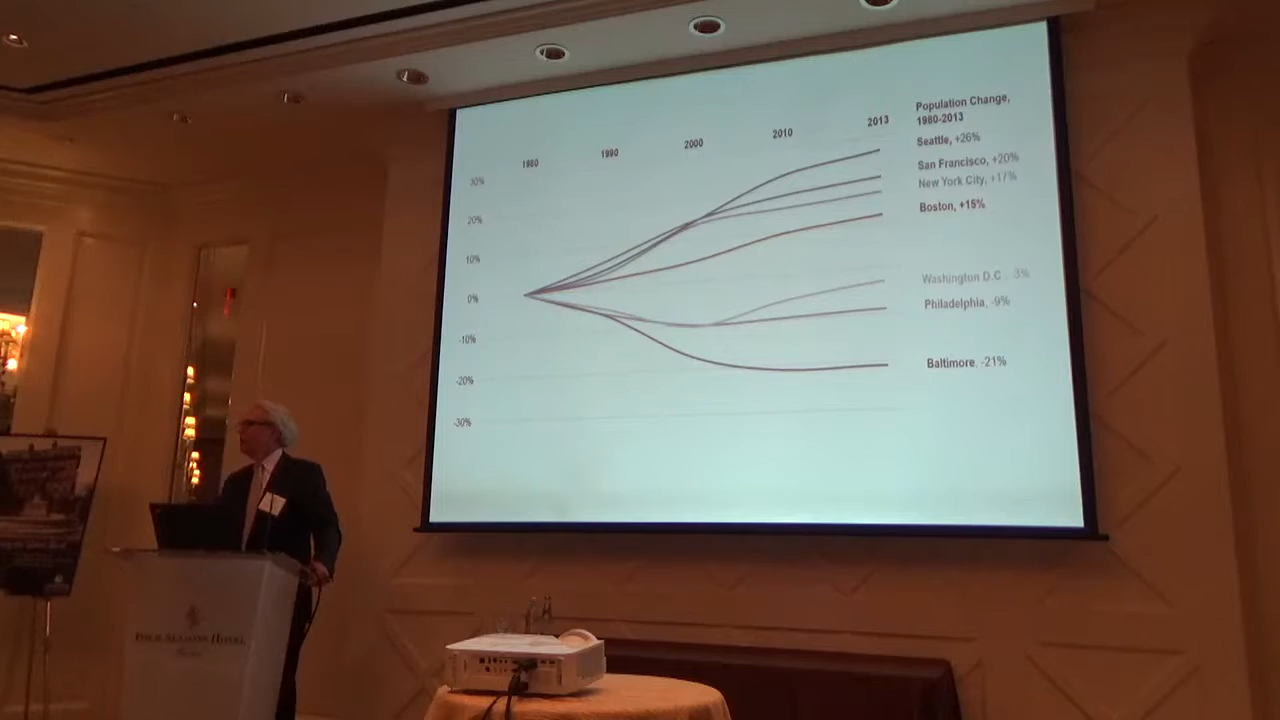 Population Change,
1980-2013
1980
1990
2000
2010
2013
30%
20%
10%
0%
-10%
-20%
-30%
Seattle, +26%
San Francisco, +20%
New York City, +17%
Boston, +15%
Washington D.C 3%
Philadelphia, -9%
Baltimore, -21%
FOUR SEASONS HOTEL